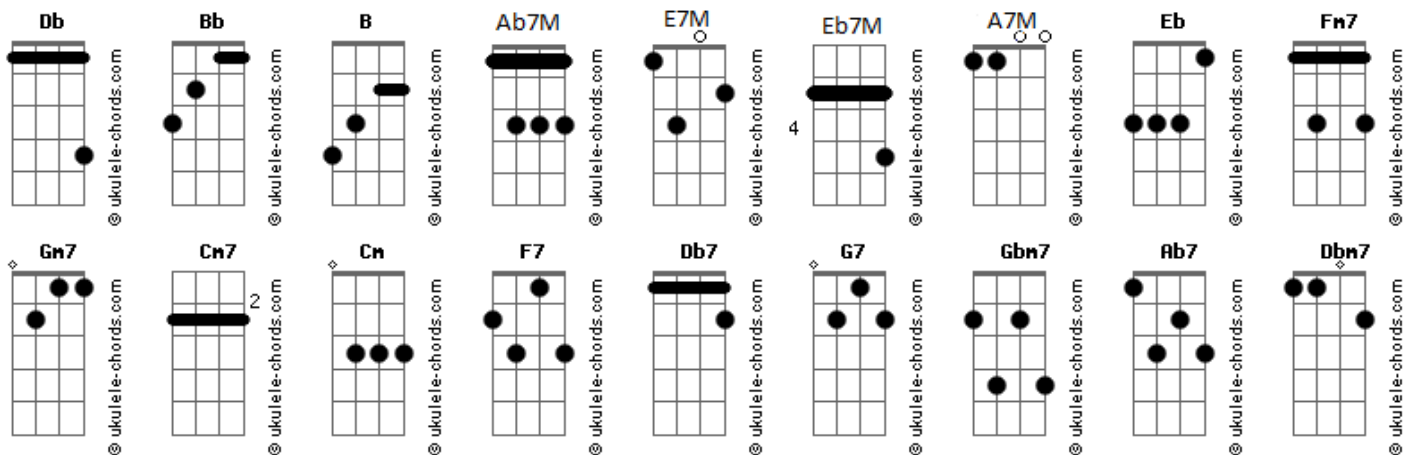 Db Bb B Ab7M E7M Eb7M A7M Eb Fm7
© ukulele-chords.com © ukulele-chords.com © ukulele-chords.com © ukulele-chords.com © ukulele-chords.com © ukulele-chords.com © ukulele-chords.com © ukulele-chords.com © ukulele-chords.com
4
Gm7 Cm7 Cm F7 Db7 G7 Gbm7 Ab7 Dbm7
2
© ukulele-chords.com © ukulele-chords.com © ukulele-chords.com © ukulele-chords.com © ukulele-chords.com © ukulele-chords.com © ukulele-chords.com © ukulele-chords.com © ukulele-chords.com